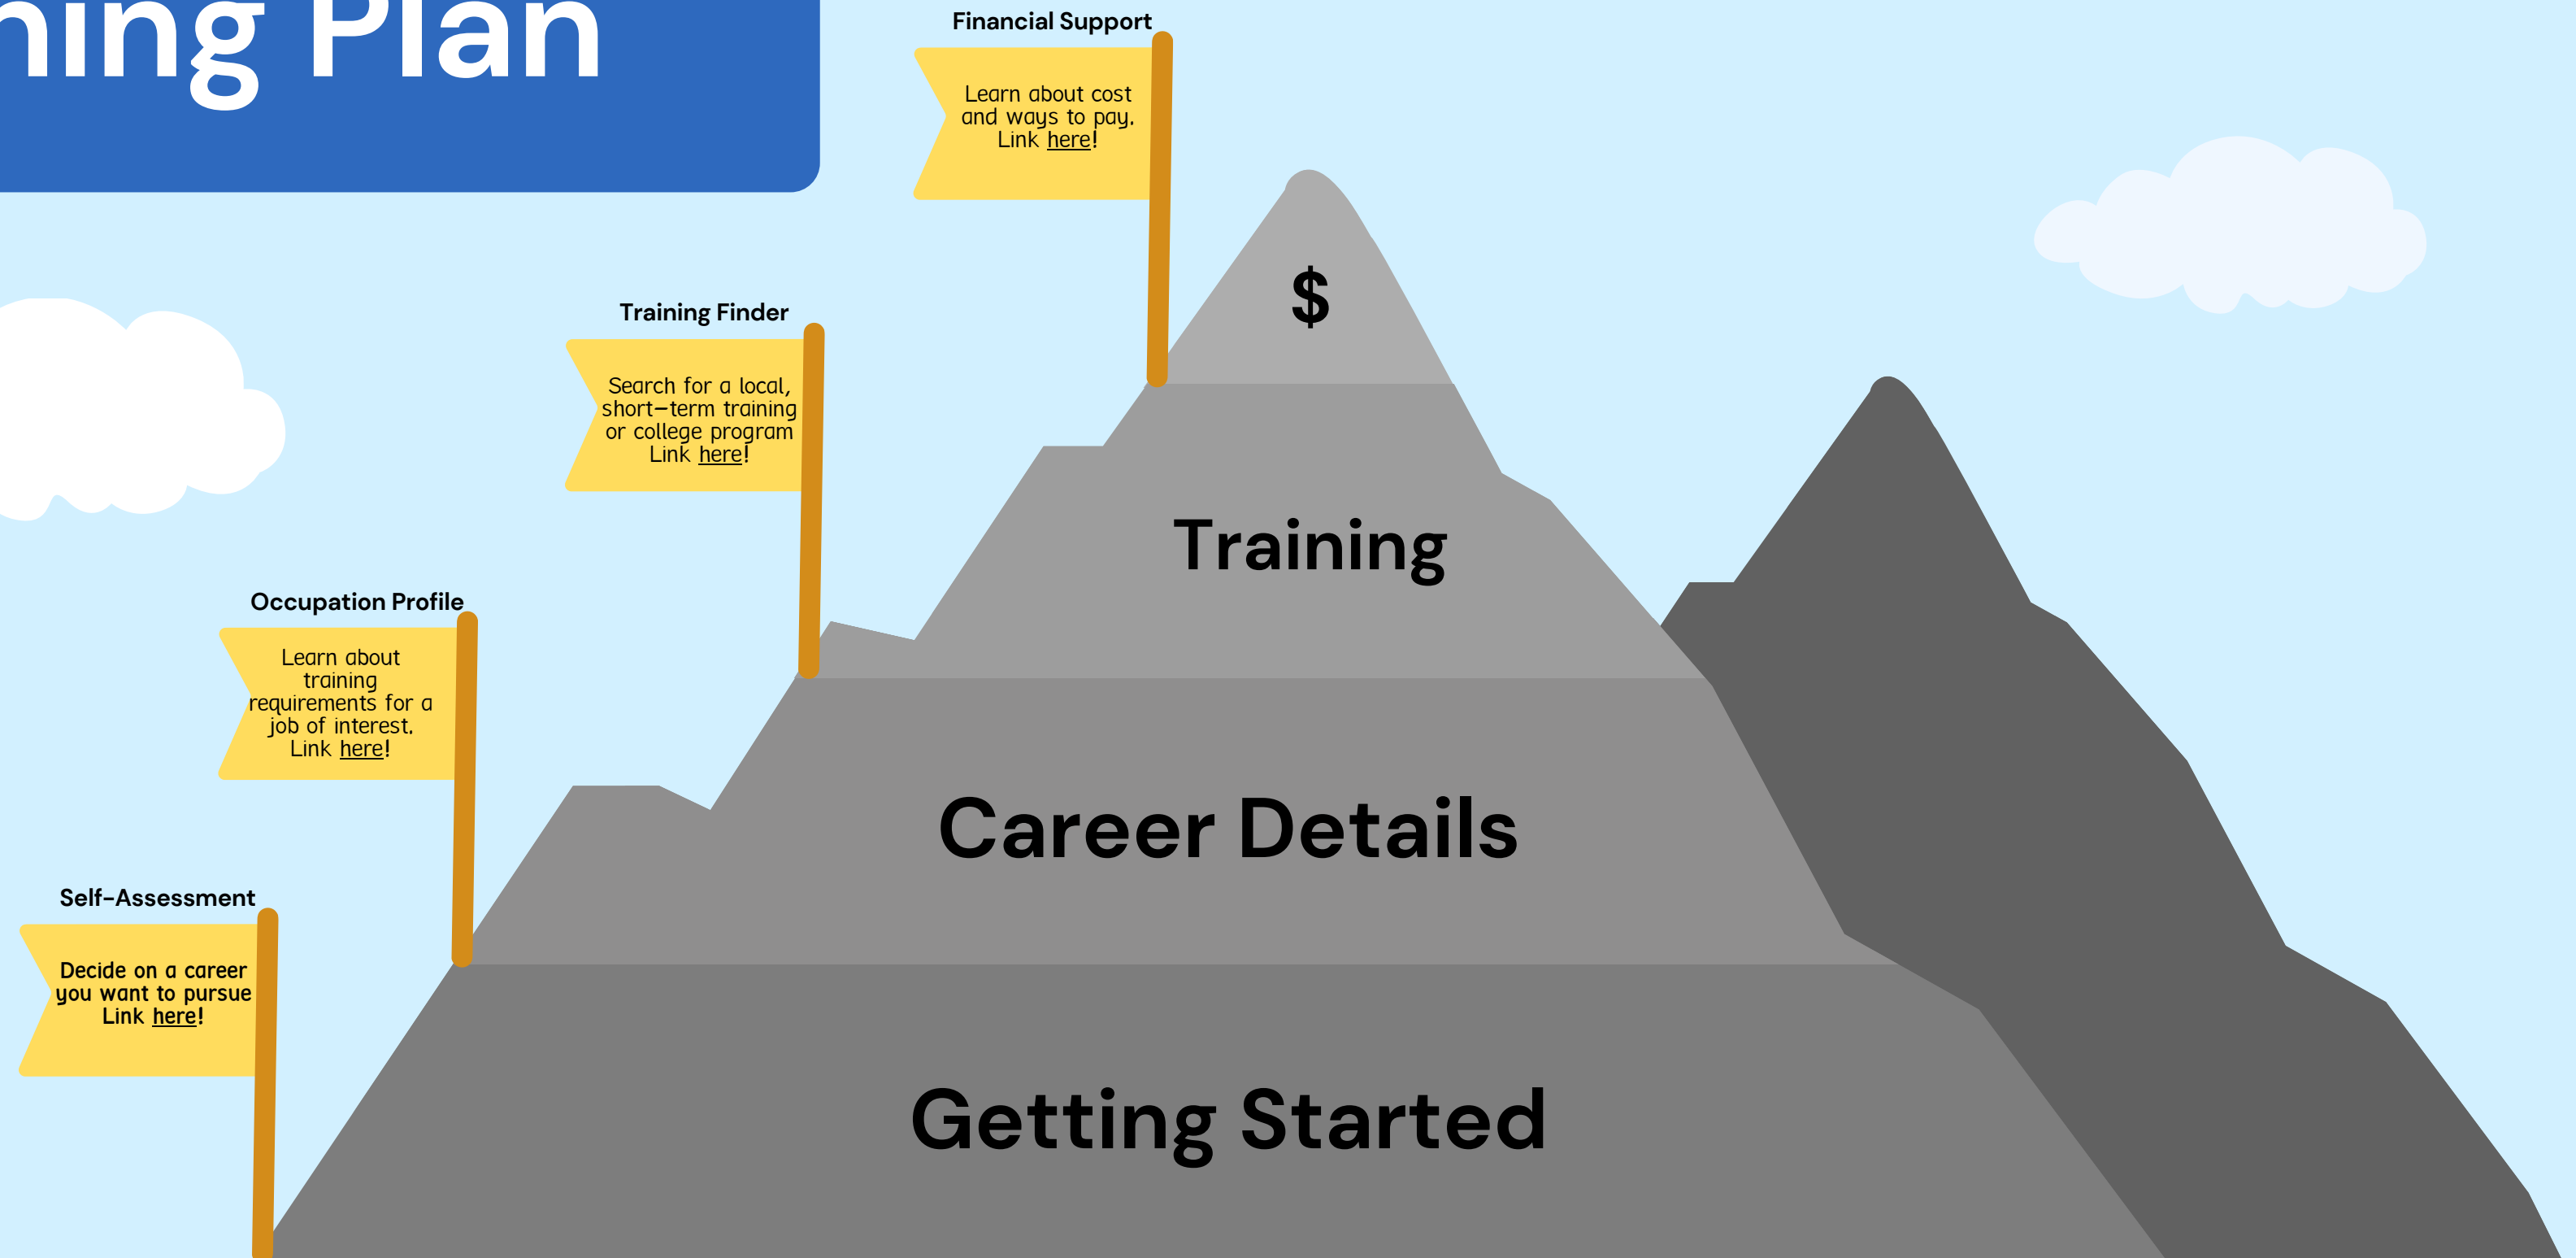 ning Plan
Financial Support
Learn about cost
and ways to pay.
Link here!
$
Training Finder
Search for a local,
short-term training
or college program
Link here!
Training
Occupation Profile
Learn about
training
requirements for a
job of interest.
Link here!
Career Details
Self-Assessment
Decide on a career
you want to pursue
Link here!
Getting Started